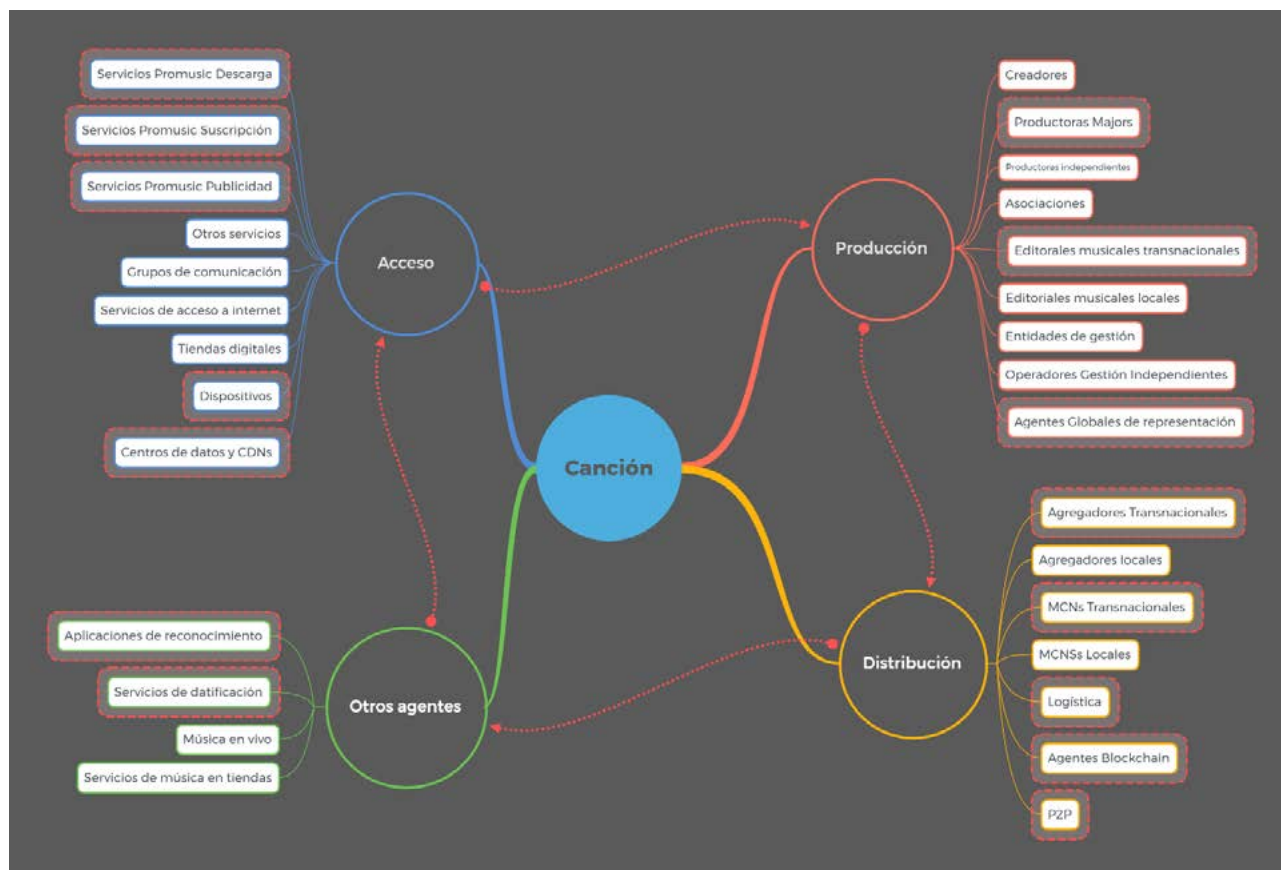 Servicios Promusic Descarga
Servicios Promusic Suscripción
Servicios Promusic Publicidad
Otros servicios
Grupos de comunicación
Servicios de acceso a internet
Tiendas digitales
Dispositivos
Centros de datos y CDNs
Acceso
Producción
Creadores
Productoras Majors
Productoras independientes
Asociaciones
Editorales musicales transnacionales
Editoriales musicales locales
Entidades de gestión
Operadores Gestión Independientes
Agentes Globales de representación
Canción
Aplicaciones de reconocimiento
Servicios de datificación
Música en vivo
Servicios de música en tiendas
Otros agentes
Distribución
Agregadores Transnacionales
Agregadores locales
MCNs Transnacionales
MCNSs Locales
Logística
Agentes Blockchain
P2P